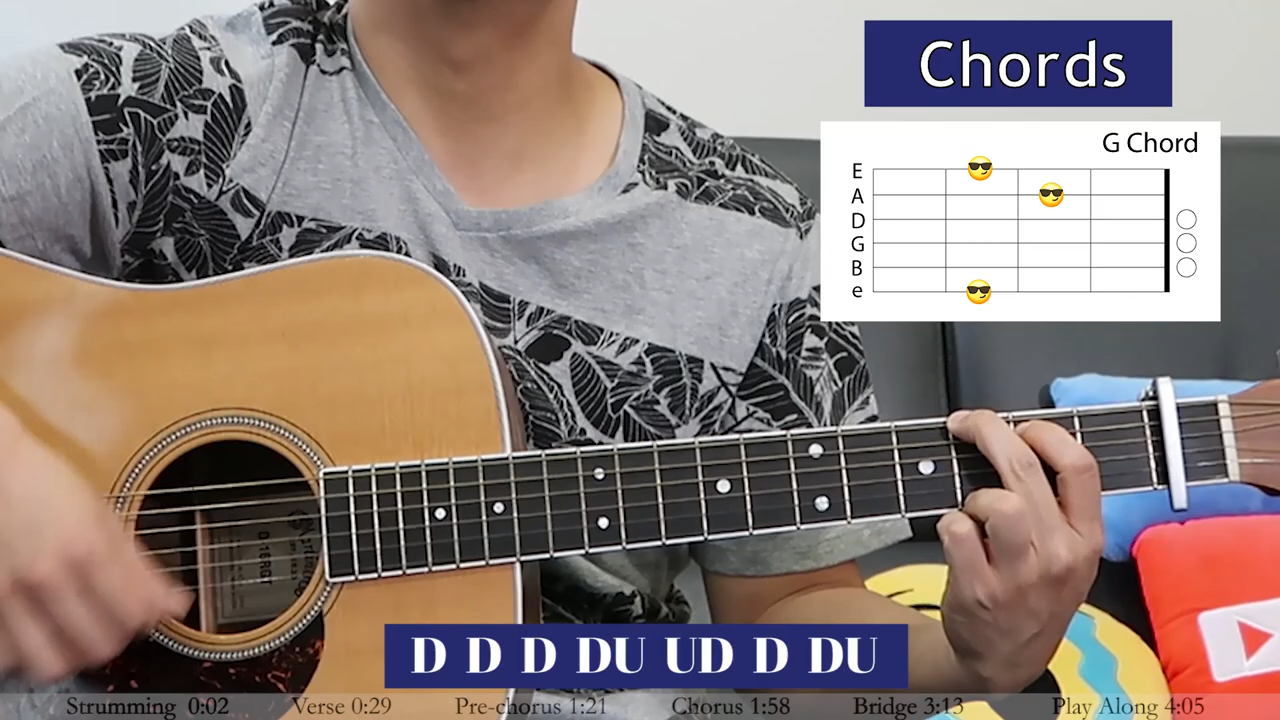 Chords
G Chord
E
A
D
G
B
e
D 16RGT
D D D DU UD D DU
Strumming 0:02 Verse 0:29 Pre-chorus 1:21 Chorus 1:58 Bridge 3:13 Play Along 4:05